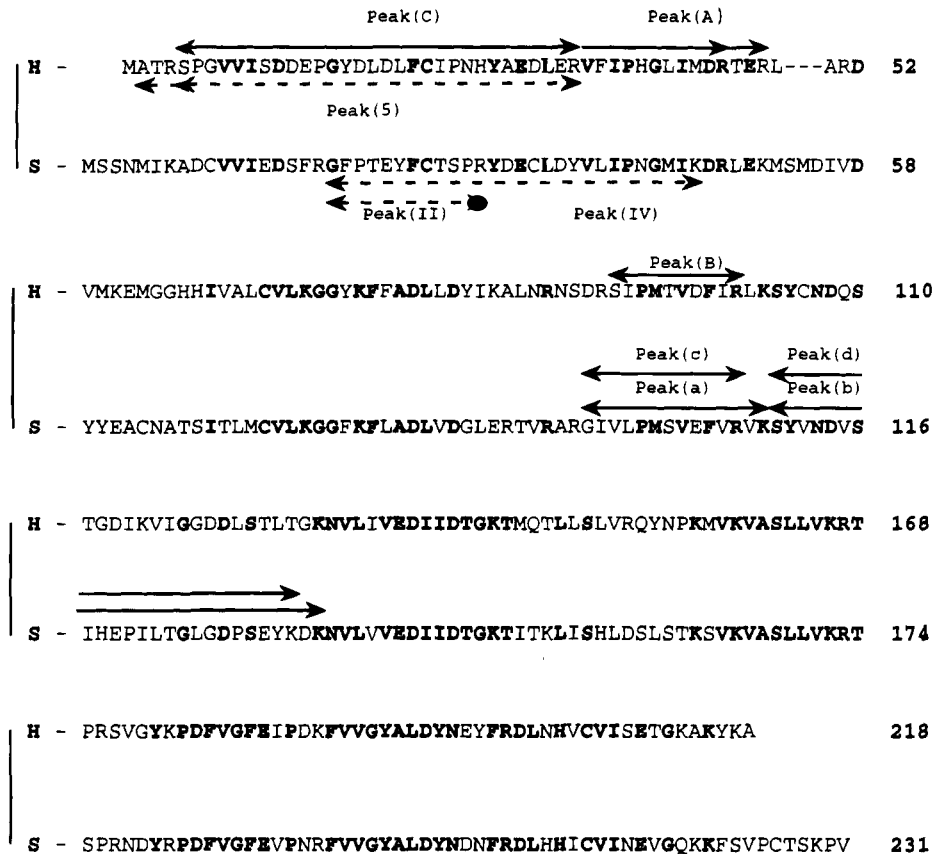 Peak(C) Peak(A)
H - MATRSPGVVISDDEPGYDLDLFCIPNHYAEDLERVFIPHGLIMDRTERL---ARD 52
Peak(5)
S - MSSNMIKADCVVIEDSFRGFPTEYFCTSPRYDECLDYVLIPNGMIKDRLEKMSMDIVD 58
Peak(II) Peak(IV)
Peak(B)
H - VMKEMGGHHIVALCVLKGGYKFFADLLDYIKALNRNSDRSIPMTVDFIRLKSYCNDQS 110
Peak(c) Peak(d)
Peak(a) Peak(b)
S - YYEACNATSITLMCVLKGGFKFLADLVDGLERTVRARGIVLPMSVEFVRVKSYVNDVS 116
H - TGDIKVIGGDDLSTLTGKNVLIVEDIIDTGKTMQTLLSLVRQYNPKMVKVASLLVKRT 168
S - IHEPILTGLGDPSEYKDKNVLVVEDIIDTGKTITKLISHLDSLSTKSVKVASLLVKRT 174
H - PRSVGYKPDFVGFEIPDKFVVGYALDYNEYFRDLNHVCVISETGKAKYKA 218
S - SPRNDYRPDFVGFEVPNRFVVGYALDYNDNFRDLHHICVINEVGQKKFSVPCTSKPV 231